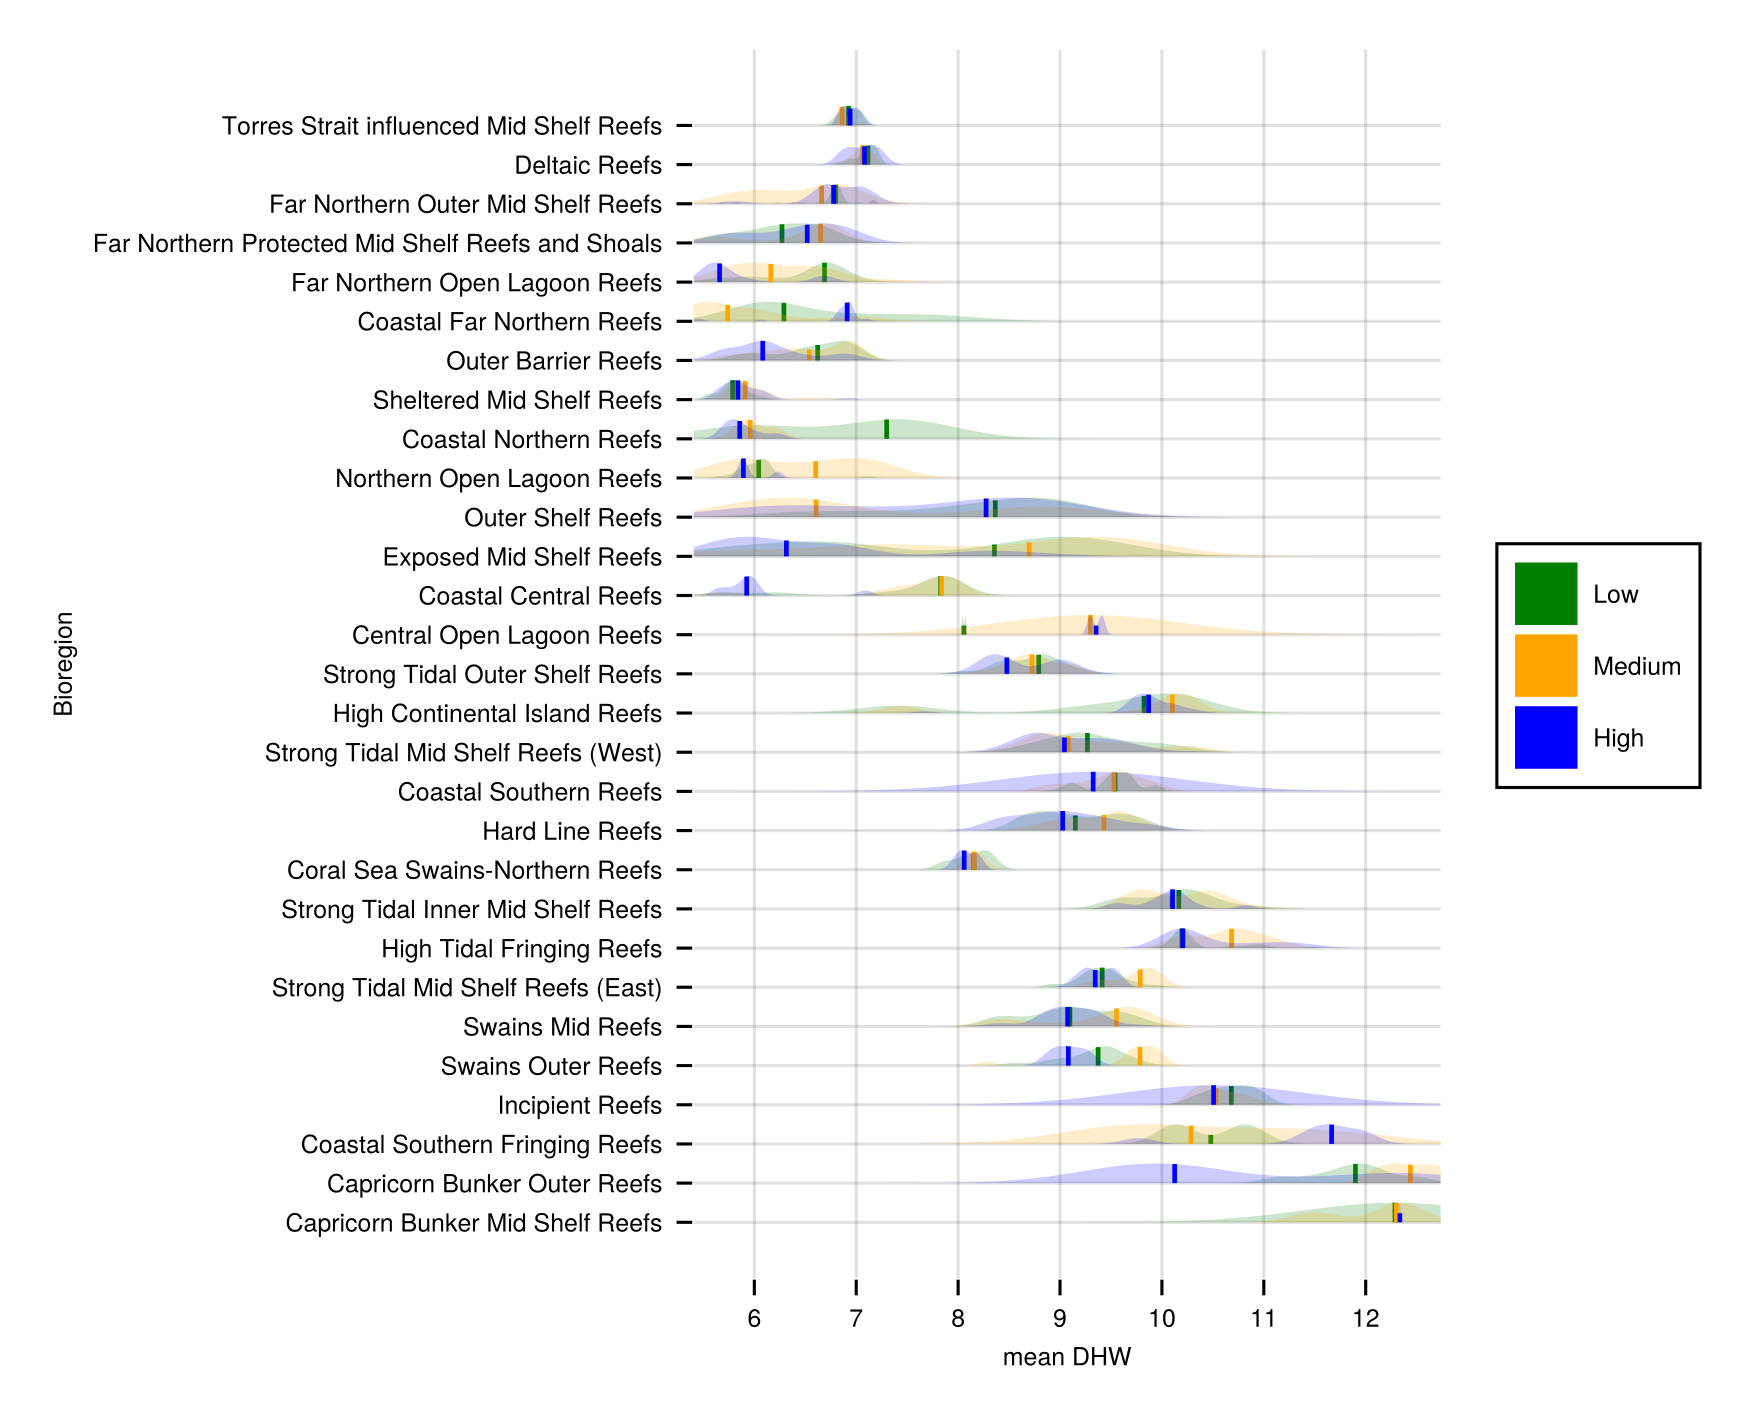 Torres Strait influenced Mid Shelf Reefs
Deltaic Reefs
Far Northern Outer Mid Shelf Reefs
Far Northern Protected Mid Shelf Reefs and Shoals
Far Northern Open Lagoon Reefs
Coastal Far Northern Reefs
Outer Barrier Reefs
Sheltered Mid Shelf Reefs
Coastal Northern Reefs
Northern Open Lagoon Reefs
Outer Shelf Reefs
Exposed Mid Shelf Reefs
Coastal Central Reefs
Central Open Lagoon Reefs
Strong Tidal Outer Shelf Reefs
High Continental Island Reefs
Strong Tidal Mid Shelf Reefs (West)
Coastal Southern Reefs
Hard Line Reefs
Coral Sea Swains-Northern Reefs
Strong Tidal Inner Mid Shelf Reefs
High Tidal Fringing Reefs
Strong Tidal Mid Shelf Reefs (East)
Swains Mid Reefs
Swains Outer Reefs
Incipient Reefs
Coastal Southern Fringing Reefs
Capricorn Bunker Outer Reefs
Capricorn Bunker Mid Shelf Reefs
Bioregion
6 7 8 9 10 11 12
mean DHW
Low
Medium
High